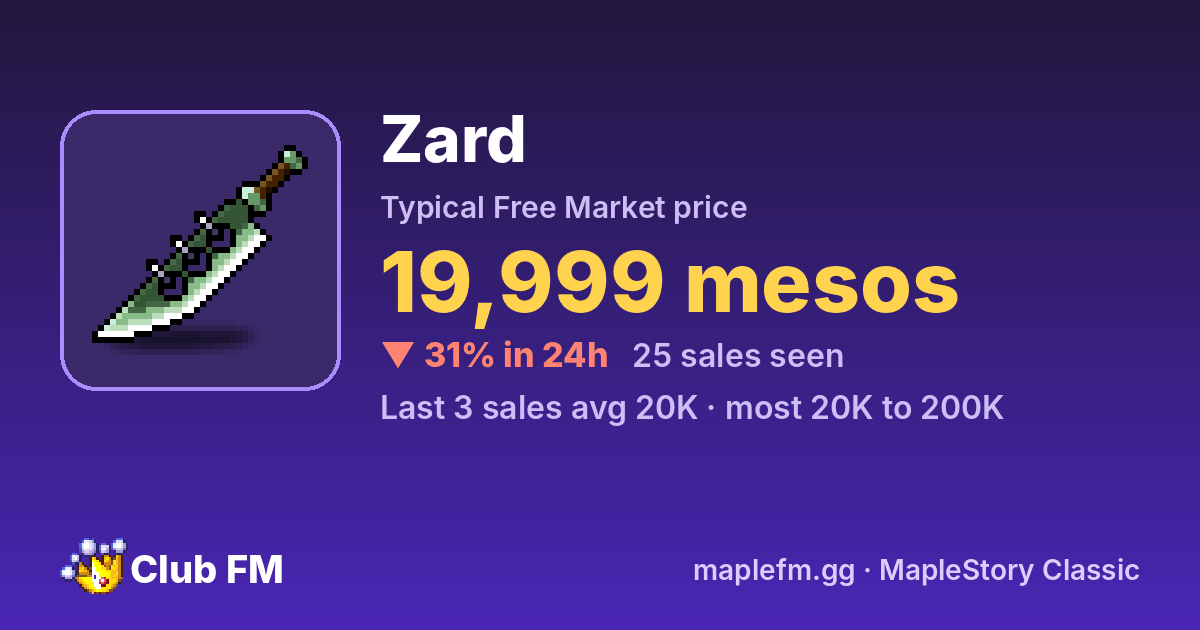 Zard
Typical Free Market price
19,999 mesos
▼ 31% in 24h 25 sales seen
Last 3 sales avg 20K · most 20K to 200K
Club FM
maplefm.gg · MapleStory Classic